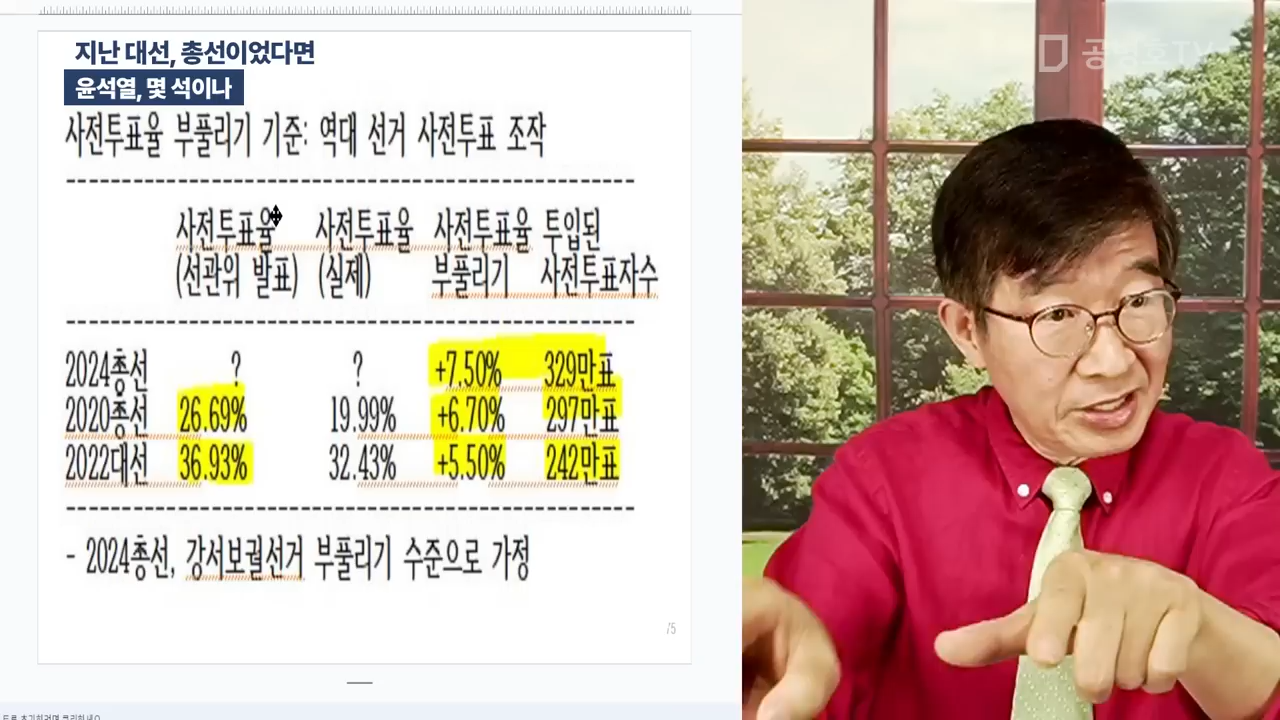 지난 대선, 총선이었다면
윤석열, 몇 석이나
공병호TV
사전투표율 부풀리기 기준: 역대 선거 사전투표 조작
사전투표율 사전투표율 사전투표율 투입된
(선관위 발표) (실제) 부풀리기 사전투표자수
2024총선 ? ? +7.50% 329만표
2020총선 26.69% 19.99% +6.70% 297만표
2022대선 36.93% 32.43% +5.50% 242만표
- 2024총선, 강서보궐선거 부풀리기 수준으로 가정
/5